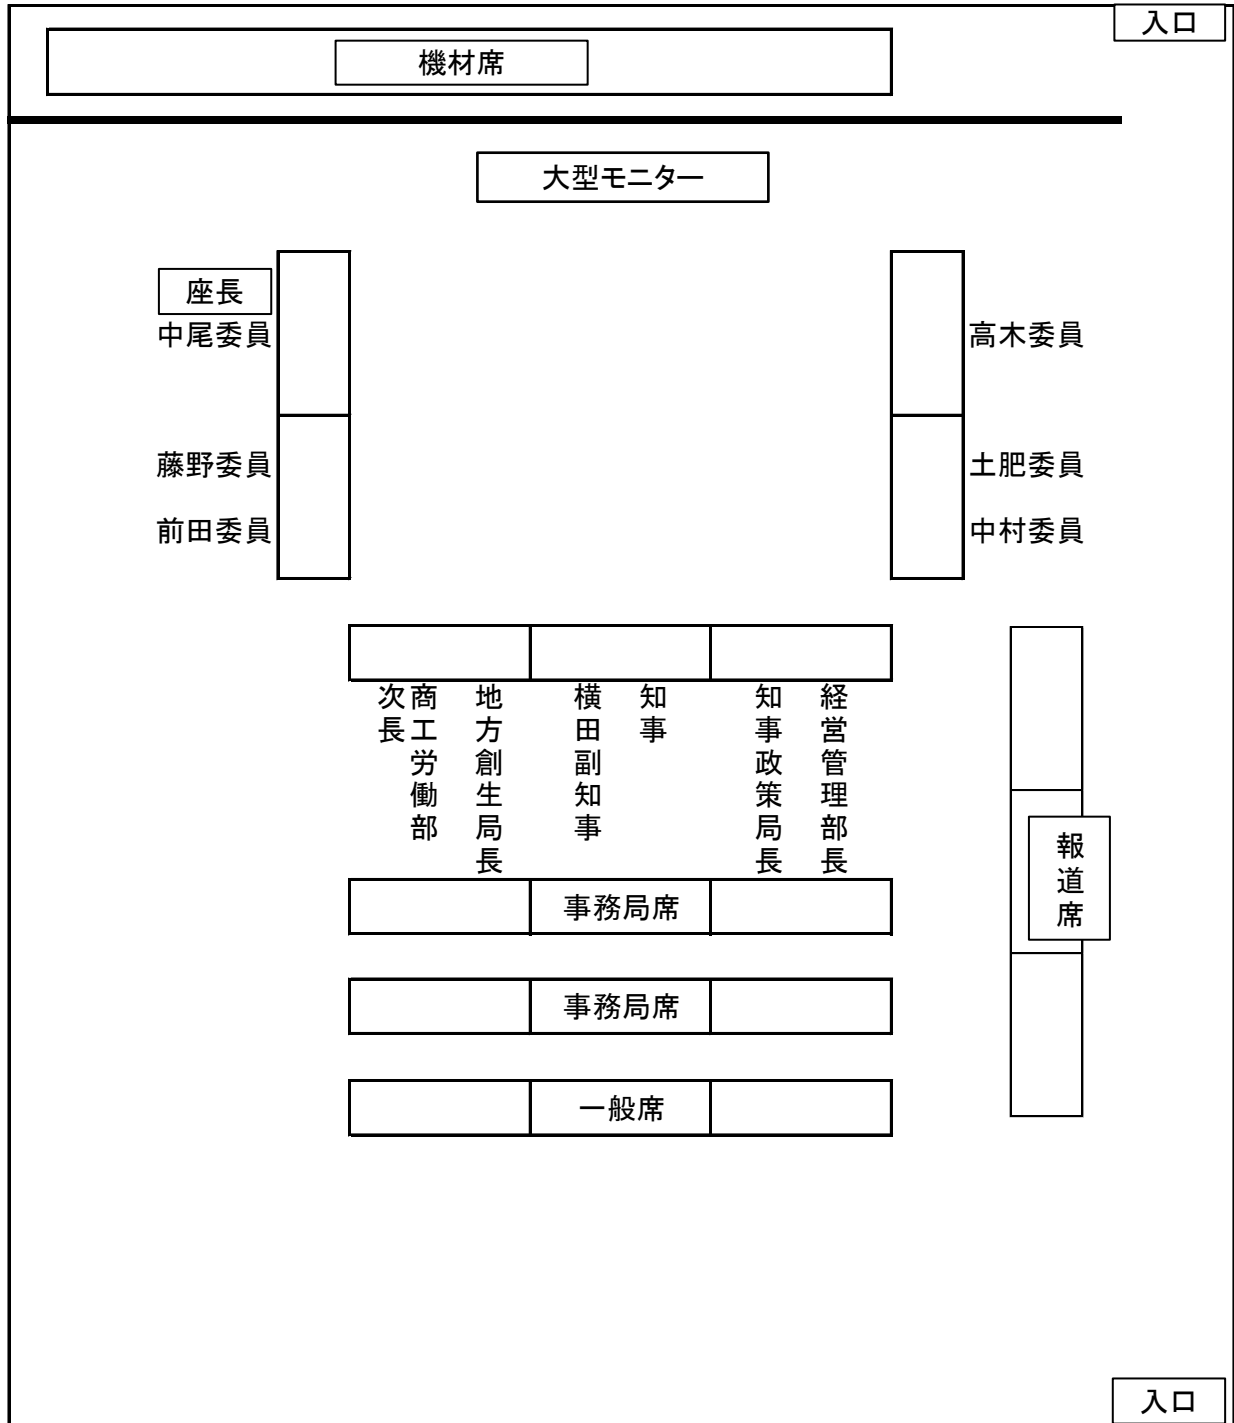 入口
機材席
大型モニター
座長
中尾委員
高木委員
藤野委員
土肥委員
前田委員
中村委員
商工労働部
次長
地方創生局長
横田副知事
知事
知事政策局長
経営管理部長
報道席
事務局席
事務局席
一般席
入口